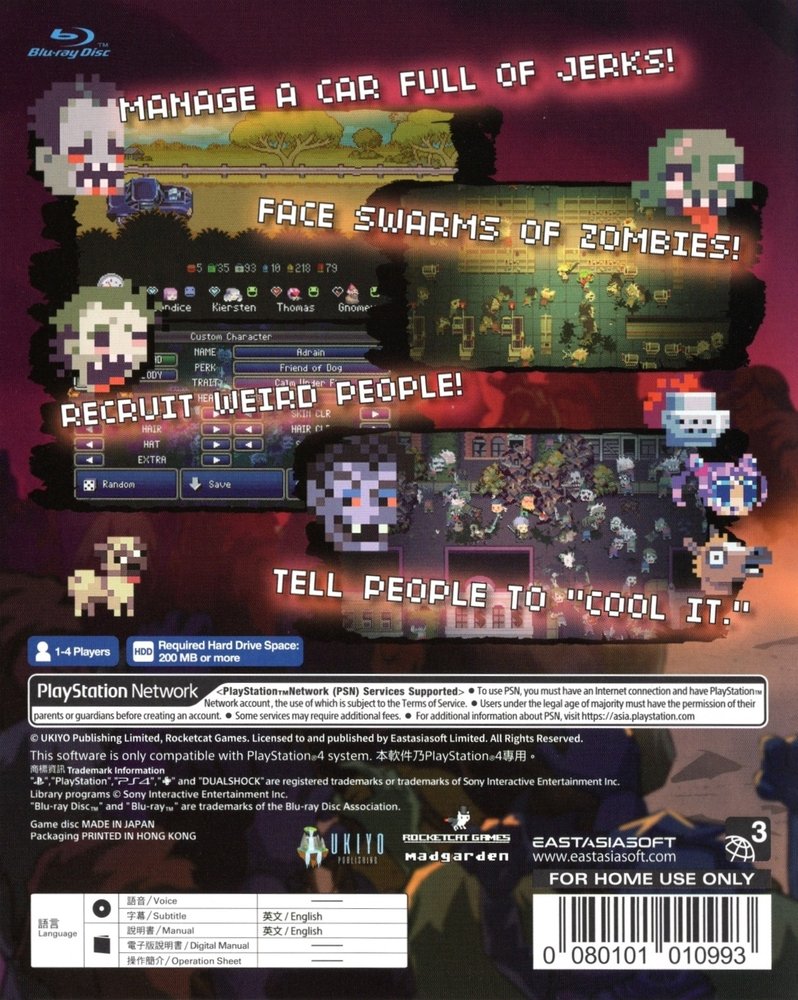 Blu-ray Disc™
MANAGE A CAR FULL OF JERKS!
FACE SWARMS OF ZOMBIES!
5 35 93 10 218 79
Kiersten Thomas
Custom Character
NAME Adrain
PERK Friend of Dog
TRAIT
RECRUIT WEIRD PEOPLE!
SKIN CLR
HAIR
HAT
EXTRA
Random Save
TELL PEOPLE TO "COOL IT."
1-4 Players
HDD Required Hard Drive Space:
200 MB or more
PlayStation Network
<PlayStation™Network (PSN) Services Supported> ● To use PSN, you must have an Internet connection and have PlayStation™
Network account, the use of which is subject to the Terms of Service. ● Users under the legal age of majority must have the permission of their
parents or guardians before creating an account. ● Some services may require additional fees. ● For additional information about PSN, visit https://asia.playstation.com
© UKIYO Publishing Limited, Rocketcat Games. Licensed to and published by Eastasiasoft Limited. All Rights Reserved.
This software is only compatible with PlayStation®4 system. 本軟件乃PlayStation®4專用。
商標資訊 Trademark Information
"PlayStation", and "DUALSHOCK" are registered trademarks or trademarks of Sony Interactive Entertainment Inc.
Library programs © Sony Interactive Entertainment Inc.
"Blu-ray Disc™" and "Blu-ray™" are trademarks of the Blu-ray Disc Association.
Game disc MADE IN JAPAN
Packaging PRINTED IN HONG KONG
UKIYO
PUBLISHING
ROCKETCAT GAMES
madgarden
EASTASIASOFT
www.eastasiasoft.com
3
FOR HOME USE ONLY
語言
Language
語音/Voice ——
字幕/Subtitle 英文/English
說明書/Manual 英文/English
電子版說明書/Digital Manual ——
操作簡介/Operation Sheet ——
0 080101 010993